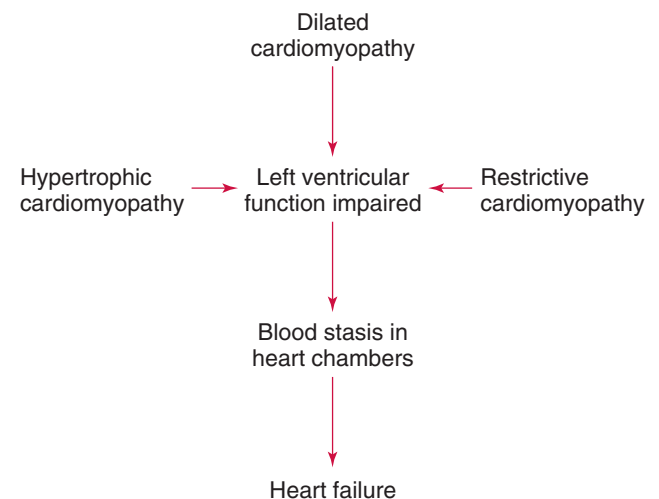 Dilated
cardiomyopathy
Hypertrophic
cardiomyopathy
Left ventricular
function impaired
Restrictive
cardiomyopathy
Blood stasis in
heart chambers
Heart failure